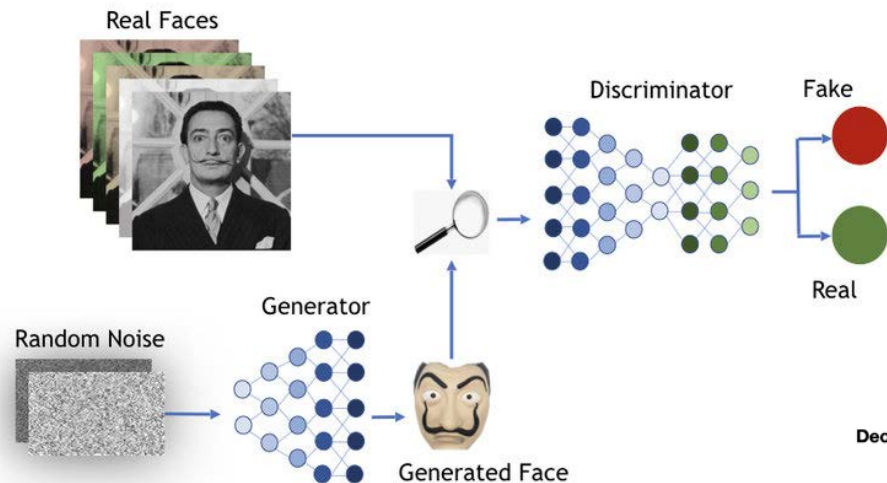 Real Faces
Discriminator
Fake
Real
Generator
Random Noise
Generated Face
Dec